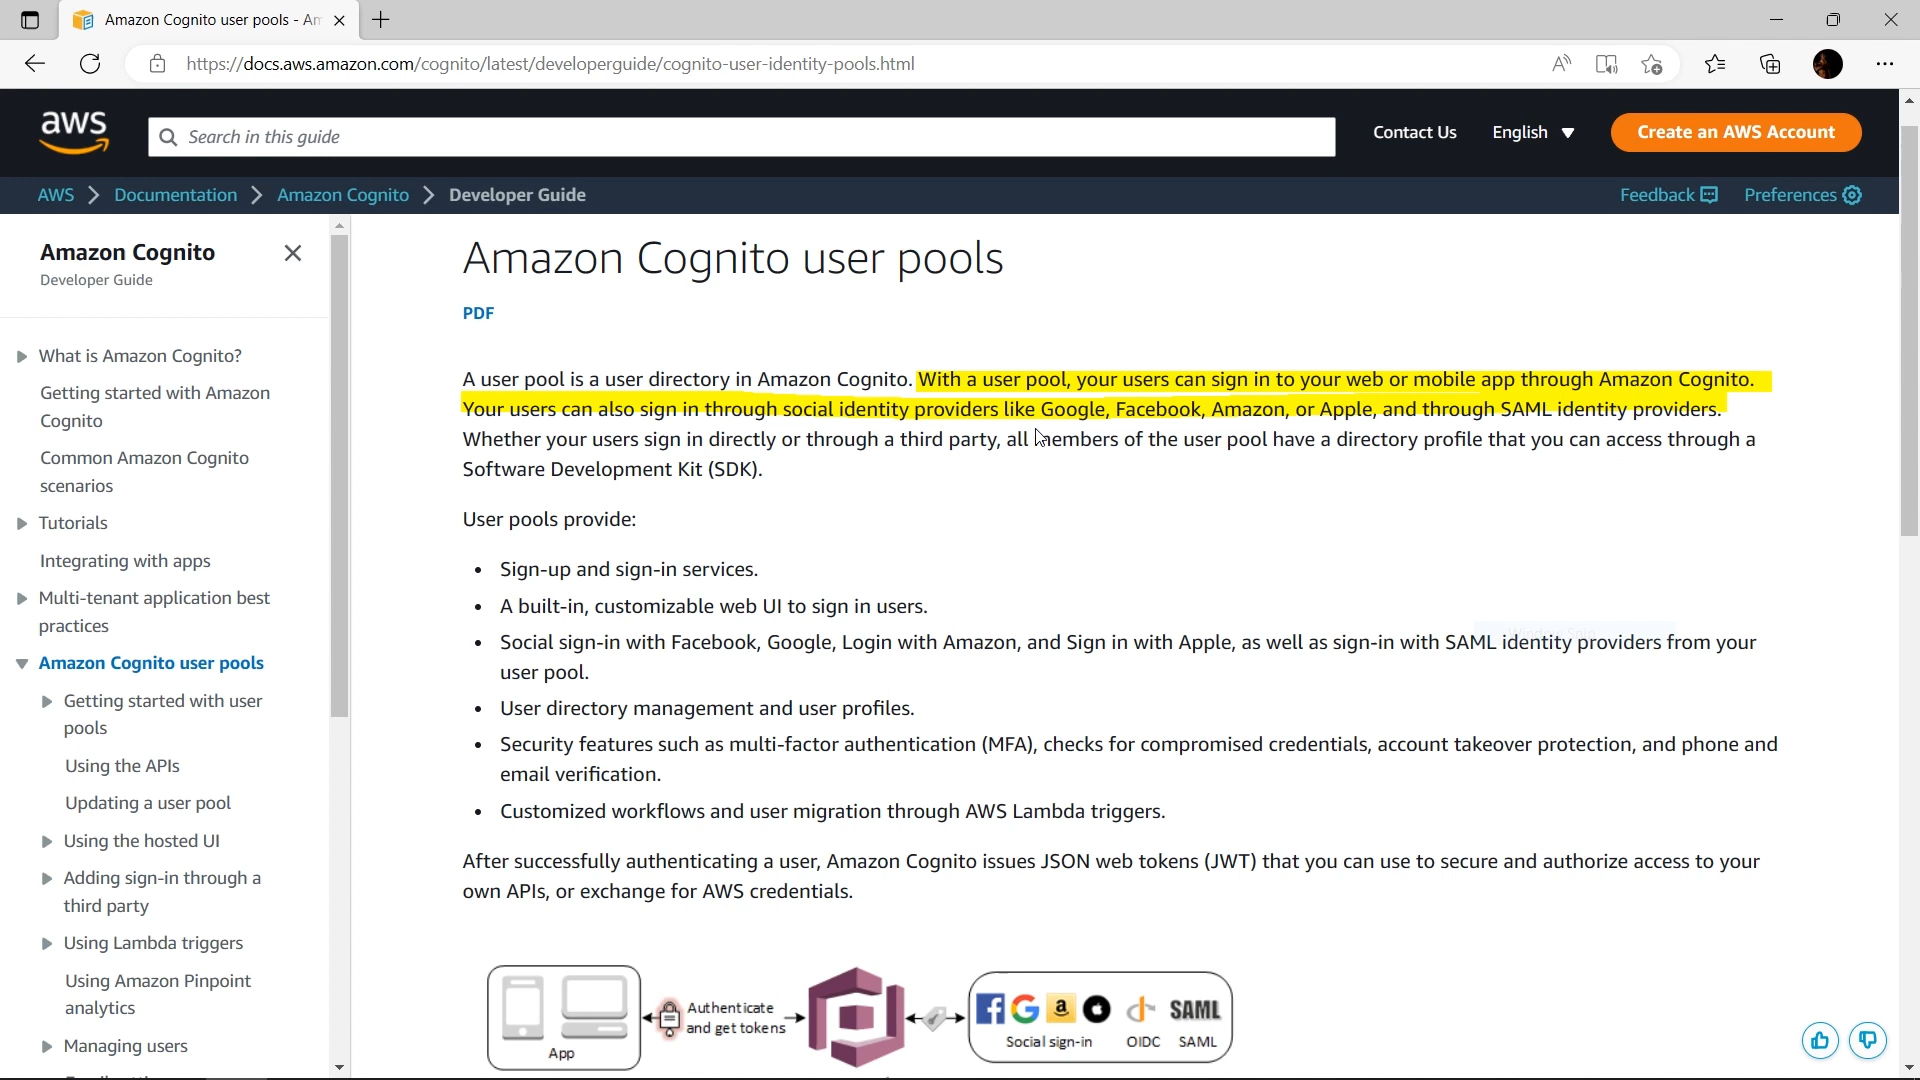 Amazon Cognito user pools - Am
https://docs.aws.amazon.com/cognito/latest/developerguide/cognito-user-identity-pools.html
aws
Search in this guide
Contact Us
English
Create an AWS Account
AWS
Documentation
Amazon Cognito
Developer Guide
Feedback
Preferences
Amazon Cognito
Developer Guide
What is Amazon Cognito?
Getting started with Amazon
Cognito
Common Amazon Cognito
scenarios
Tutorials
Integrating with apps
Multi-tenant application best
practices
Amazon Cognito user pools
Getting started with user
pools
Using the APIs
Updating a user pool
Using the hosted UI
Adding sign-in through a
third party
Using Lambda triggers
Using Amazon Pinpoint
analytics
Managing users
Amazon Cognito user pools
PDF
A user pool is a user directory in Amazon Cognito. With a user pool, your users can sign in to your web or mobile app through Amazon Cognito.
Your users can also sign in through social identity providers like Google, Facebook, Amazon, or Apple, and through SAML identity providers.
Whether your users sign in directly or through a third party, all members of the user pool have a directory profile that you can access through a
Software Development Kit (SDK).
User pools provide:
• Sign-up and sign-in services.
• A built-in, customizable web UI to sign in users.
• Social sign-in with Facebook, Google, Login with Amazon, and Sign in with Apple, as well as sign-in with SAML identity providers from your
user pool.
• User directory management and user profiles.
• Security features such as multi-factor authentication (MFA), checks for compromised credentials, account takeover protection, and phone and
email verification.
• Customized workflows and user migration through AWS Lambda triggers.
After successfully authenticating a user, Amazon Cognito issues JSON web tokens (JWT) that you can use to secure and authorize access to your
own APIs, or exchange for AWS credentials.
App
Authenticate
and get tokens
SAML
Social sign-in
OIDC
SAML